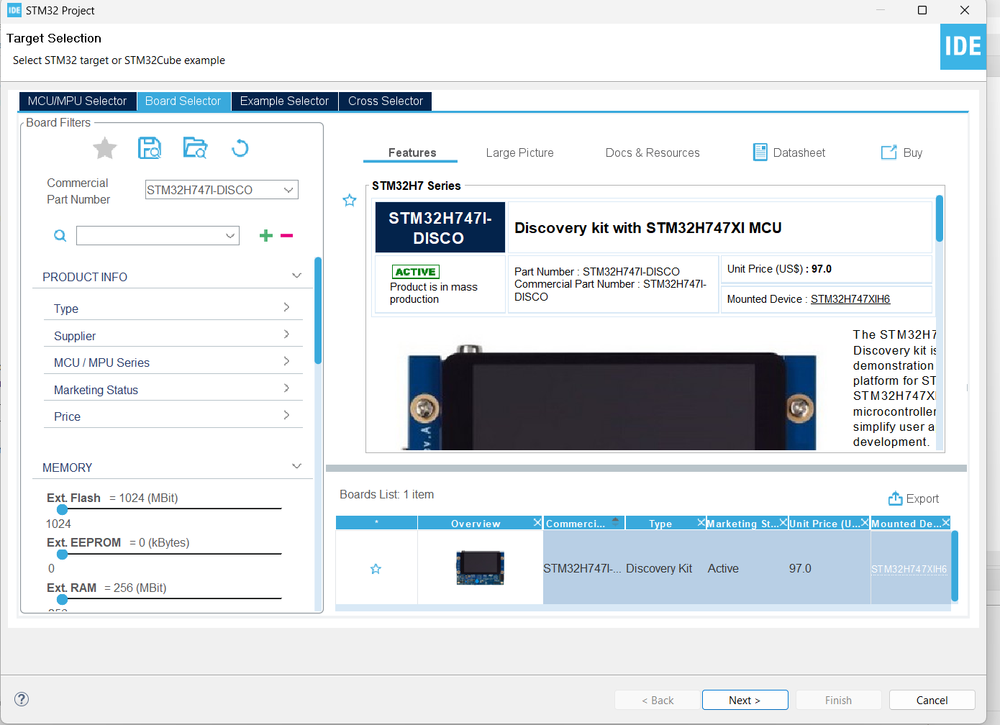 IDE STM32 Project
Target Selection
Select STM32 target or STM32Cube example
IDE
MCU/MPU Selector
Board Selector
Example Selector
Cross Selector
Board Filters
Commercial
Part Number
STM32H747I-DISCO
PRODUCT INFO
Type
Supplier
MCU / MPU Series
Marketing Status
Price
MEMORY
Ext. Flash = 1024 (MBit)
1024
Ext. EEPROM = 0 (kBytes)
0
Ext. RAM = 256 (MBit)
Features
Large Picture
Docs & Resources
Datasheet
Buy
STM32H7 Series
STM32H747I-
DISCO
Discovery kit with STM32H747XI MCU
ACTIVE
Product is in mass
production
Part Number : STM32H747I-DISCO
Commercial Part Number : STM32H747I-
DISCO
Unit Price (US$) : 97.0
Mounted Device : STM32H747XIH6
The STM32H7
Discovery kit is
demonstration
platform for ST
STM32H747XI
microcontroller
simplify user a
development.
ev.A
Boards List: 1 item
Export
* Overview Commerci... Type Marketing St... Unit Price (U... Mounted De...
STM32H747I-... Discovery Kit Active 97.0 STM32H747XIH6
?
< Back
Next >
Finish
Cancel